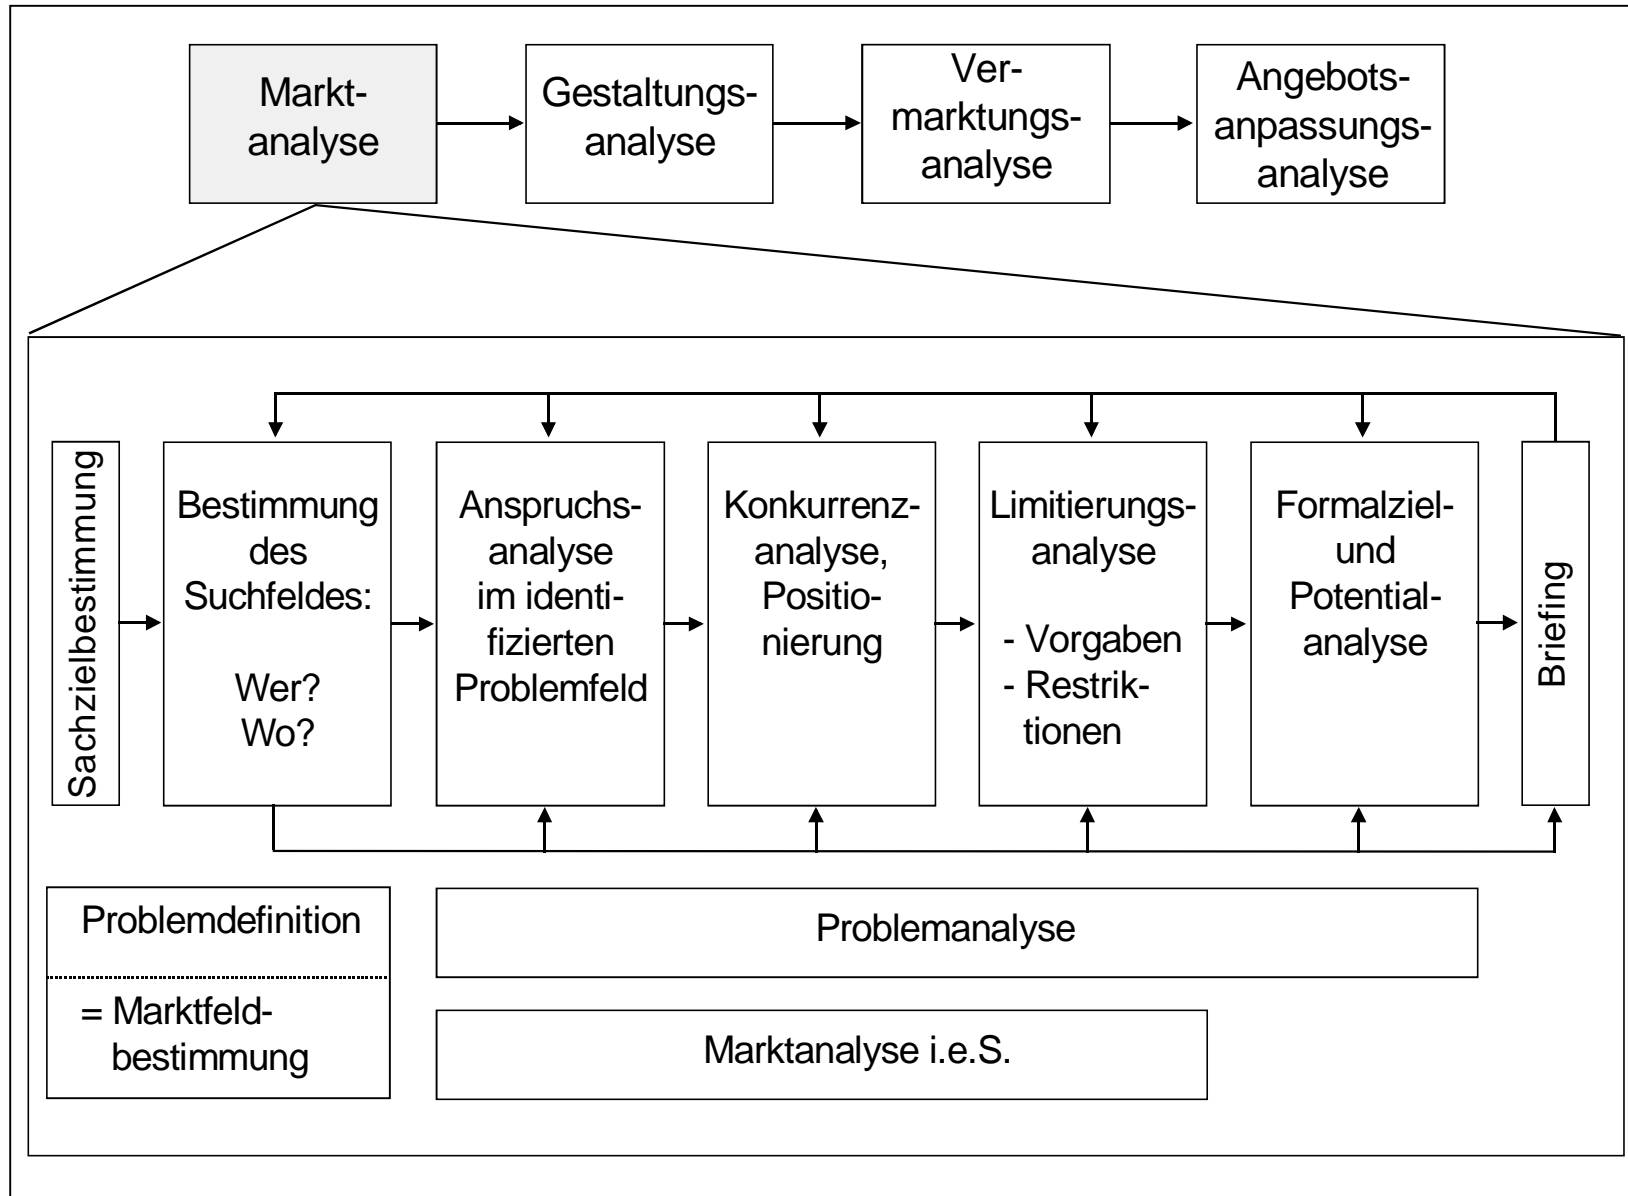 Markt-
analyse
Gestaltungs-
analyse
Ver-
marktungs-
analyse
Angebots-
anpassungs-
analyse
Sachzielbestimmung
Bestimmung
des
Suchfeldes:
Wer?
Wo?
Anspruchs-
analyse
im identi-
fizierten
Problemfeld
Konkurrenz-
analyse,
Positio-
nierung
Limitierungs-
analyse
- Vorgaben
- Restrik-
tionen
Formalziel-
und
Potential-
analyse
Briefing
Problemdefinition
= Marktfeld-
bestimmung
Problemanalyse
Marktanalyse i.e.S.